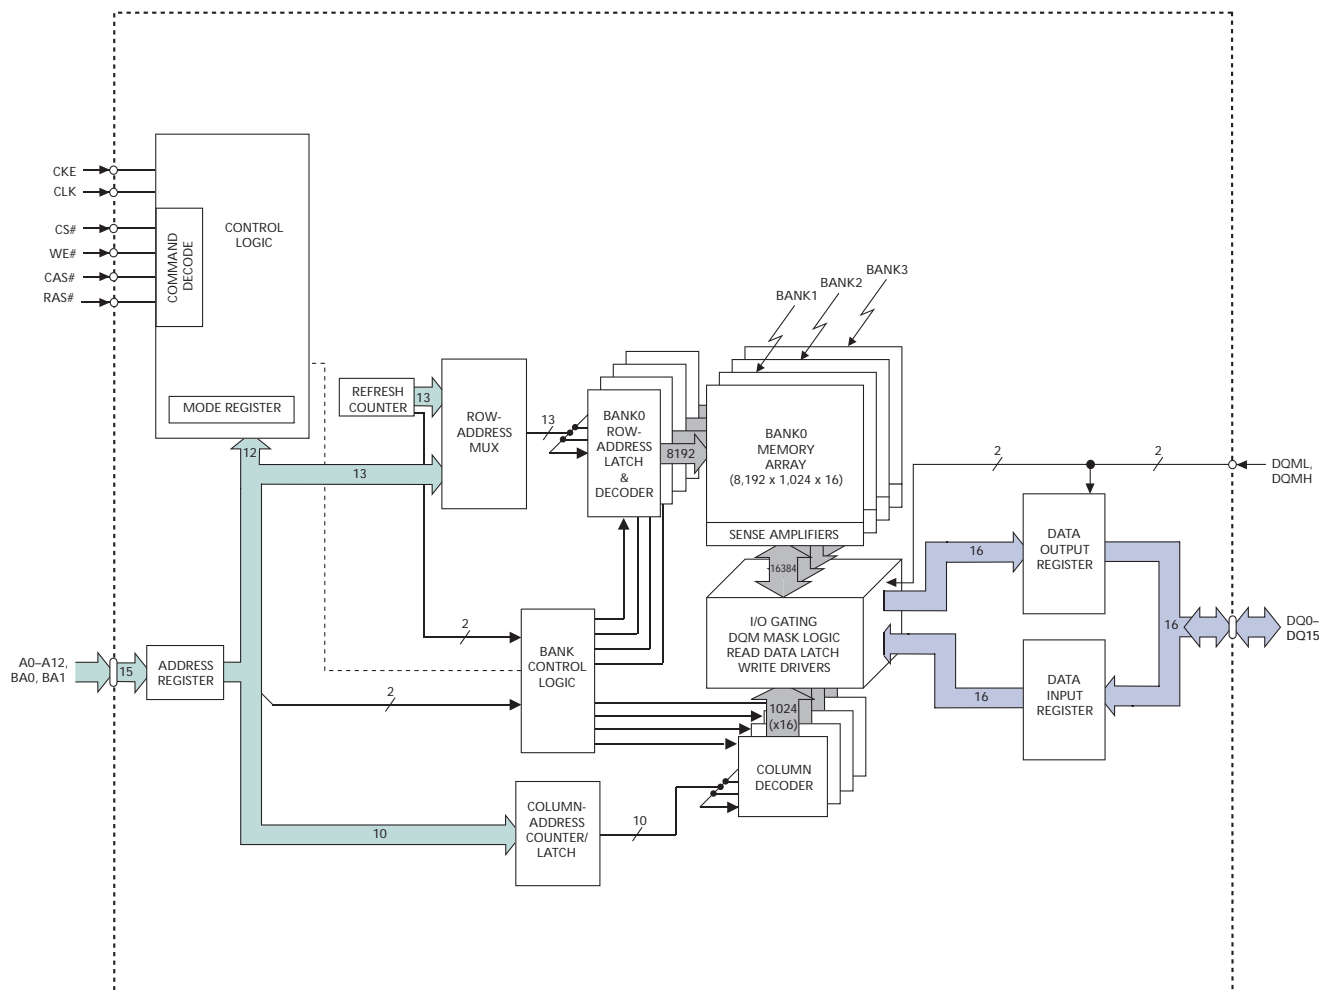 CKE
CLK
CS#
WE#
CAS#
RAS#
COMMAND
DECODE
CONTROL
LOGIC
MODE REGISTER
12
13
REFRESH
COUNTER
13
ROW-
ADDRESS
MUX
13
BANK0
ROW-
ADDRESS
LATCH
&
DECODER
8192
BANK1
BANK2
BANK3
BANK0
MEMORY
ARRAY
(8,192 x 1,024 x 16)
SENSE AMPLIFIERS
16384
I/O GATING
DQM MASK LOGIC
READ DATA LATCH
WRITE DRIVERS
2
2
DQML,
DQMH
DATA
OUTPUT
REGISTER
16
16
DQ0–
DQ15
DATA
INPUT
REGISTER
16
A0–A12,
BA0, BA1
15
ADDRESS
REGISTER
2
2
BANK
CONTROL
LOGIC
1024
(x16)
COLUMN
DECODER
10
COLUMN-
ADDRESS
COUNTER/
LATCH
10